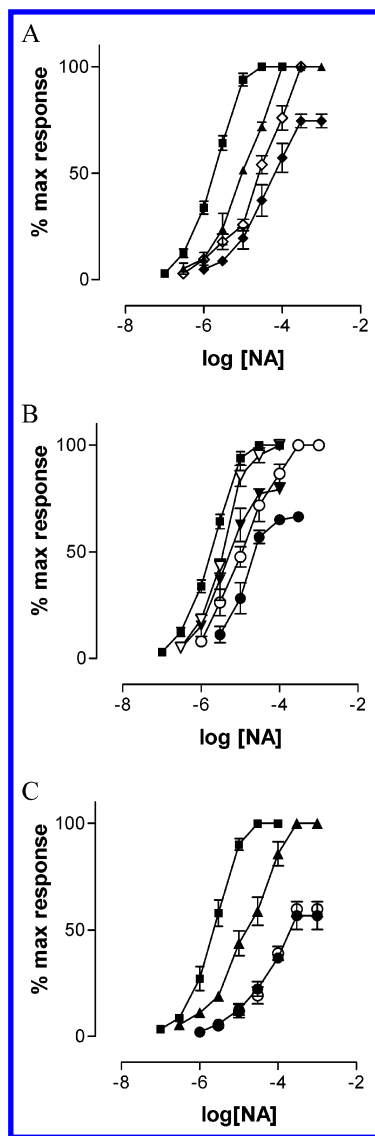 A
% max response
100
50
0
-8 -6 -4 -2
log [NA]
B
% max response
100
50
0
-8 -6 -4 -2
log [NA]
C
% max response
100
50
0
-8 -6 -4 -2
log[NA]